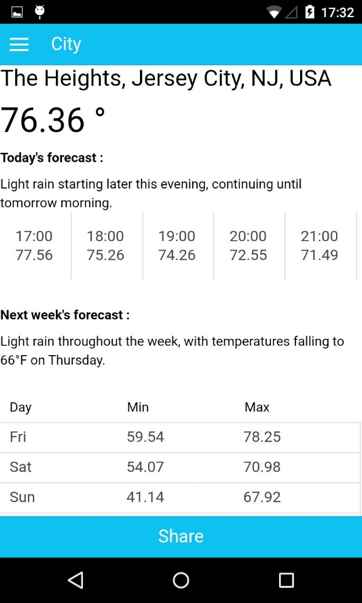 17:32
City
The Heights, Jersey City, NJ, USA
76.36 °
Today's forecast :
Light rain starting later this evening, continuing until
tomorrow morning.
17:00 18:00 19:00 20:00 21:00
77.56 75.26 74.26 72.55 71.49
Next week's forecast :
Light rain throughout the week, with temperatures falling to
66°F on Thursday.
Day Min Max
Fri 59.54 78.25
Sat 54.07 70.98
Sun 41.14 67.92
Share